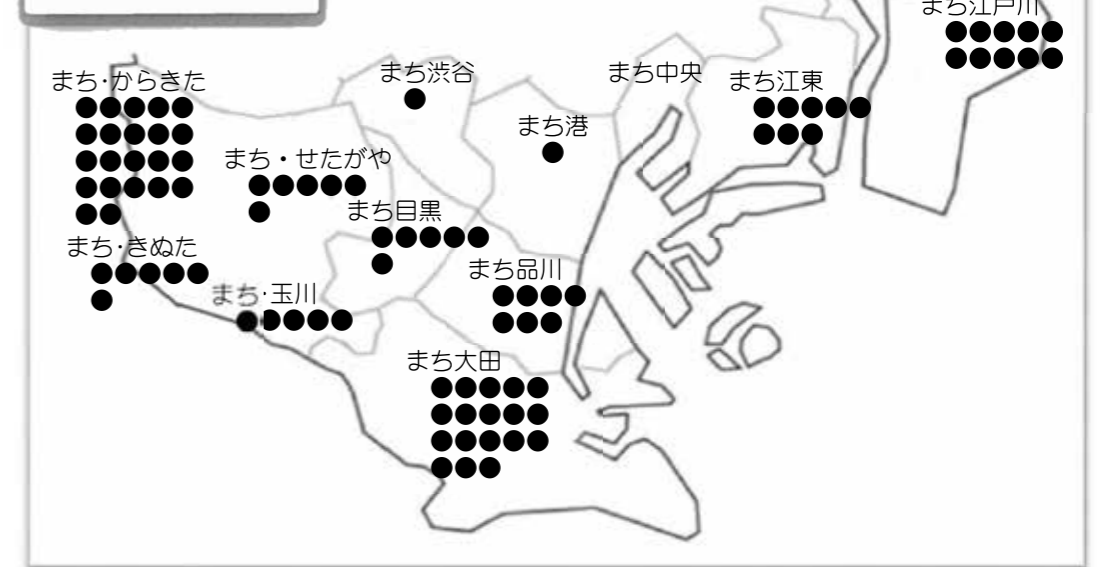 まち江戸川
まち・からきた
まち渋谷
まち中央
まち江東
まち港
まち・せたがや
まち目黒
まち・きぬた
まち品川
まち・玉川
まち大田